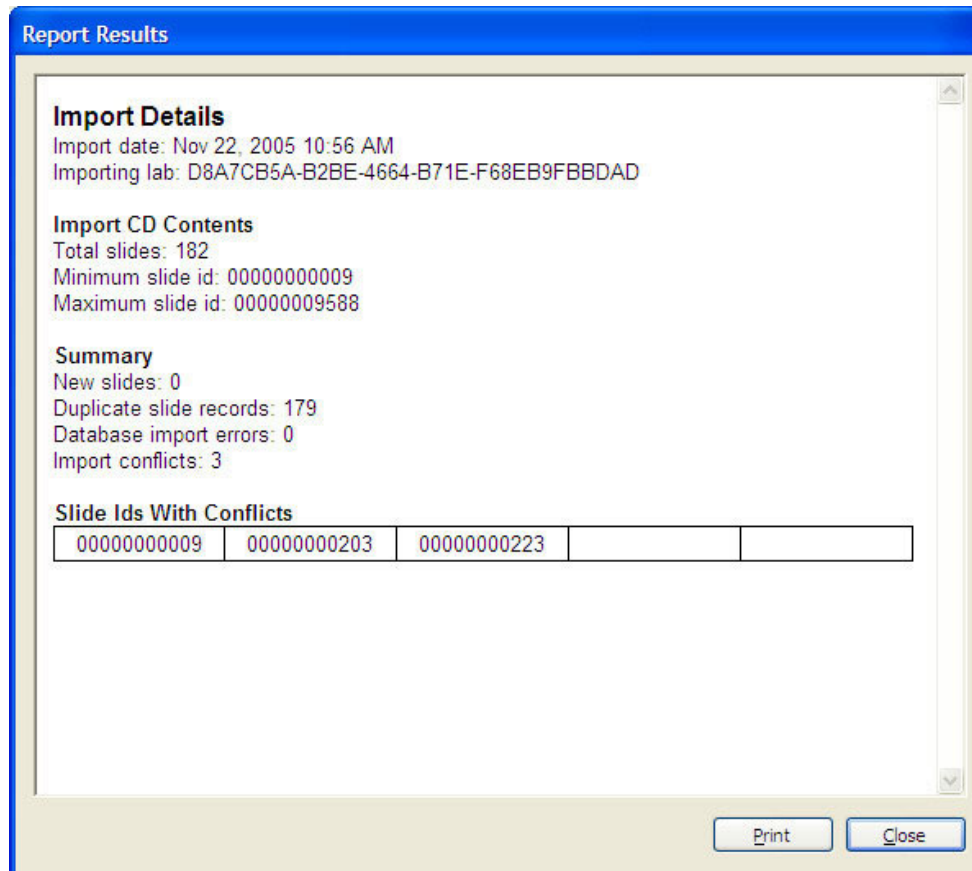 Report Results
Import Details
Import date: Nov 22, 2005 10:56 AM
Importing lab: D8A7CB5A-B2BE-4664-B71E-F68EB9FBBDAD
Import CD Contents
Total slides: 182
Minimum slide id: 00000000009
Maximum slide id: 00000009588
Summary
New slides: 0
Duplicate slide records: 179
Database import errors: 0
Import conflicts: 3
Slide Ids With Conflicts
00000000009 00000000203 00000000223
Print Close